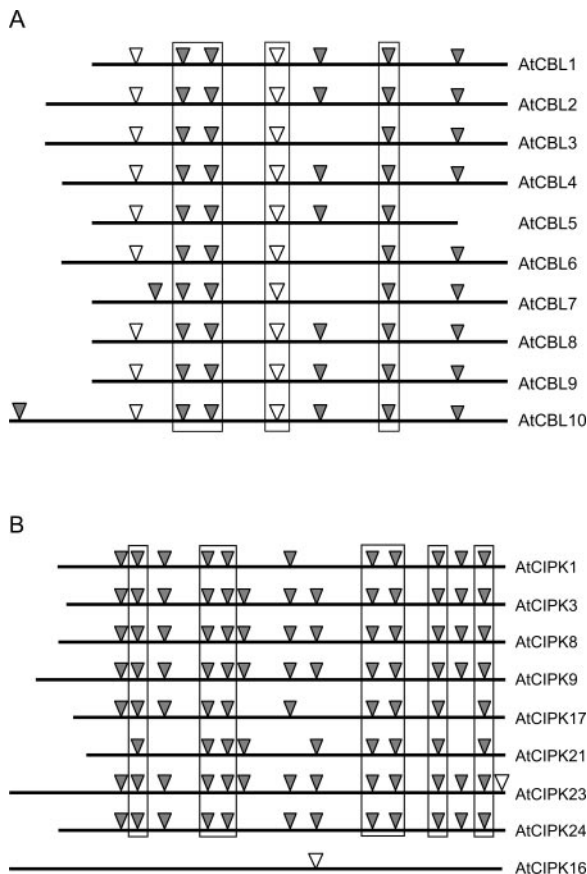 A
AtCBL1
AtCBL2
AtCBL3
AtCBL4
AtCBL5
AtCBL6
AtCBL7
AtCBL8
AtCBL9
AtCBL10
B
AtCIPK1
AtCIPK3
AtCIPK8
AtCIPK9
AtCIPK17
AtCIPK21
AtCIPK23
AtCIPK24
AtCIPK16